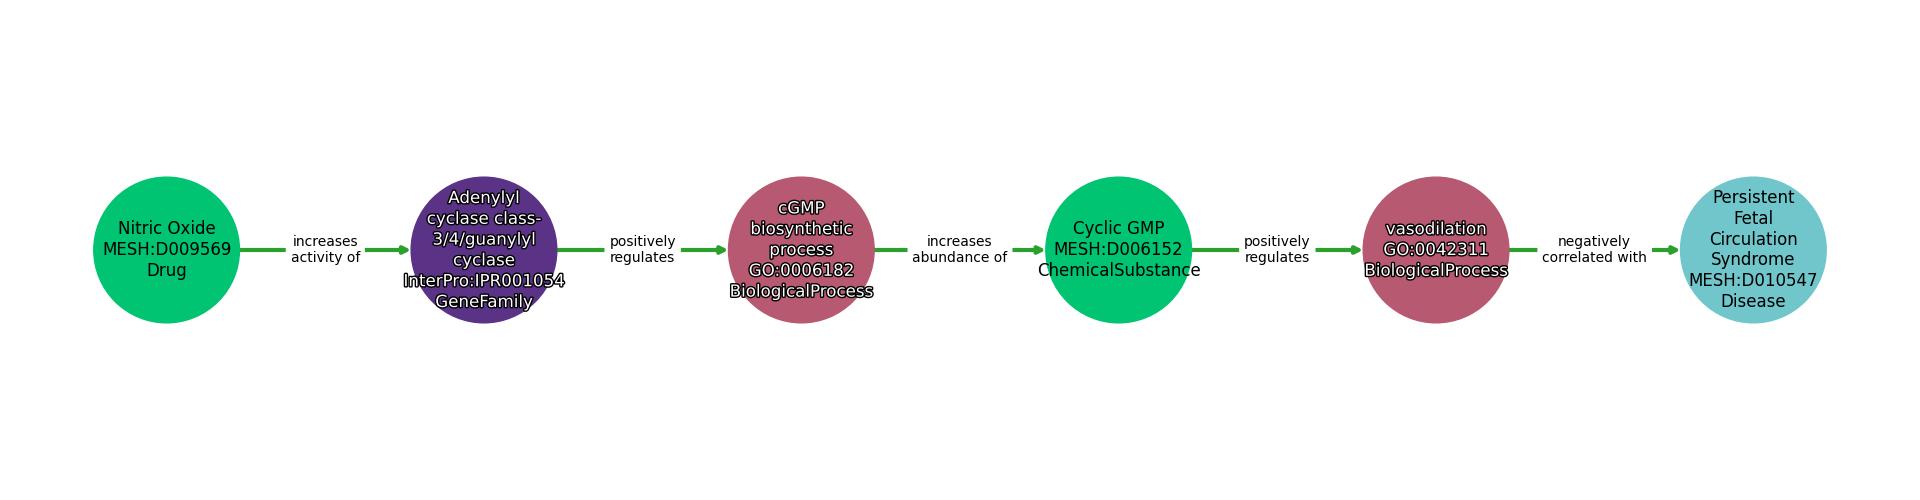 Nitric Oxide
MESH:D009569
Drug
increases
activity of
Adenylyl
cyclase class-
3/4/guanylyl
cyclase
InterPro:IPR001054
GeneFamily
positively
regulates
cGMP
biosynthetic
process
GO:0006182
BiologicalProcess
increases
abundance of
Cyclic GMP
MESH:D006152
ChemicalSubstance
positively
regulates
vasodilation
GO:0042311
BiologicalProcess
negatively
correlated with
Persistent
Fetal
Circulation
Syndrome
MESH:D010547
Disease